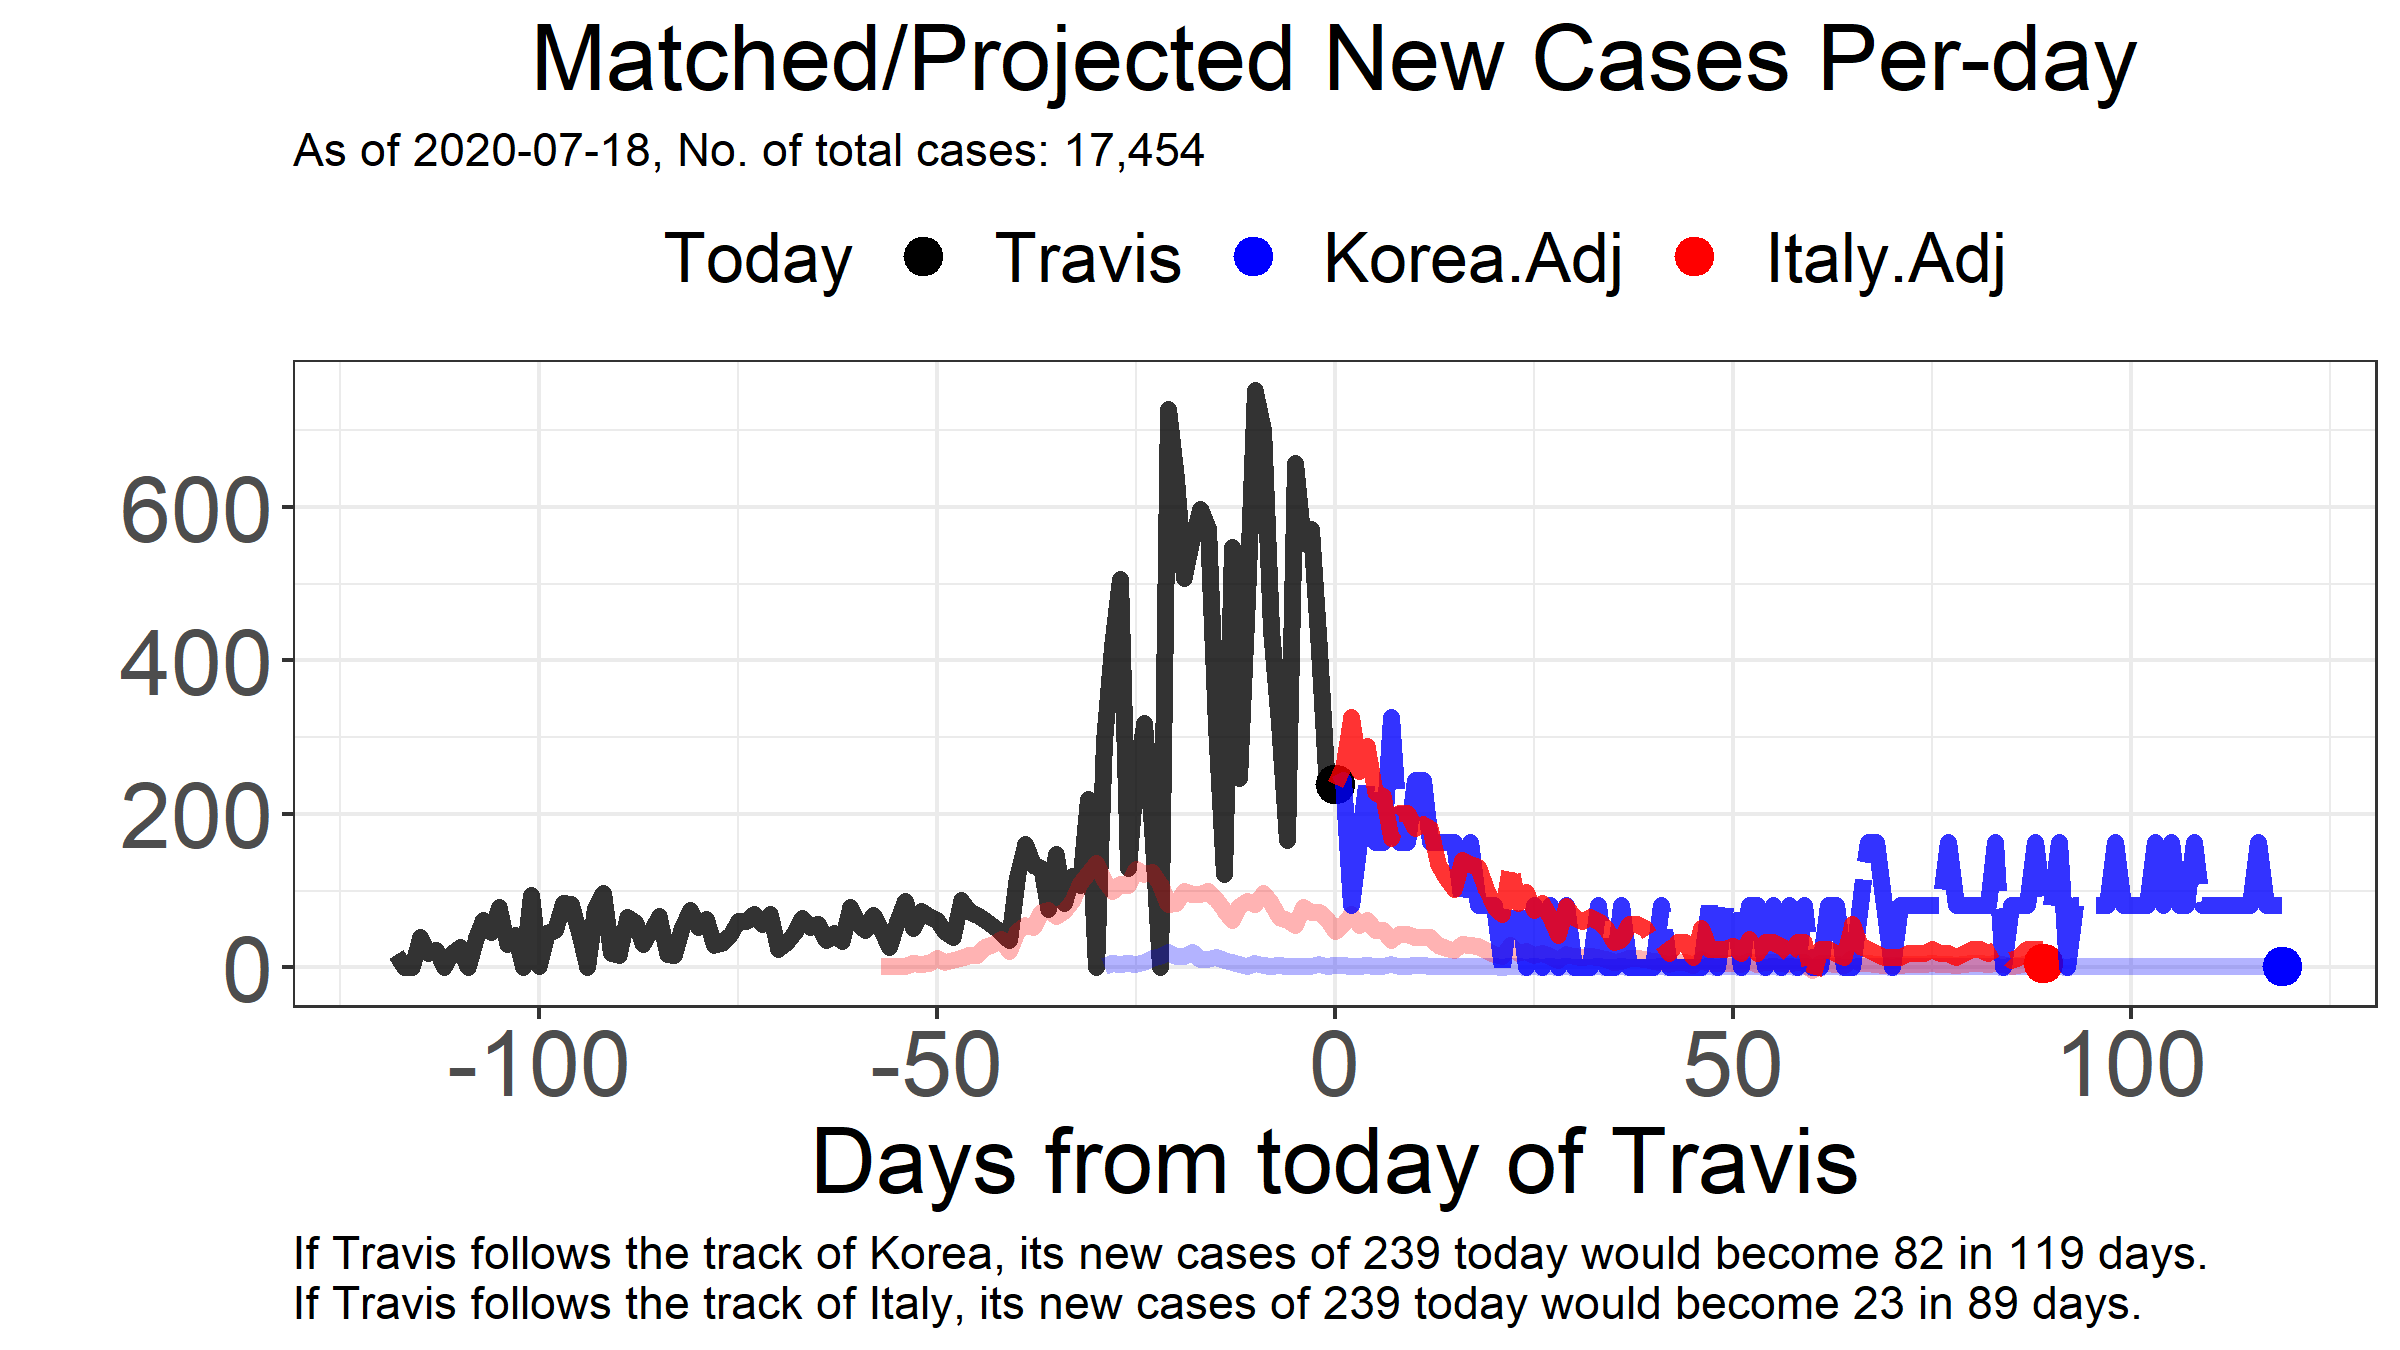 Matched/Projected New Cases Per-day
As of 2020-07-18, No. of total cases: 17,454
Today Travis Korea.Adj Italy.Adj
600
400
200
0
-100 -50 0 50 100
Days from today of Travis
If Travis follows the track of Korea, its new cases of 239 today would become 82 in 119 days.
If Travis follows the track of Italy, its new cases of 239 today would become 23 in 89 days.